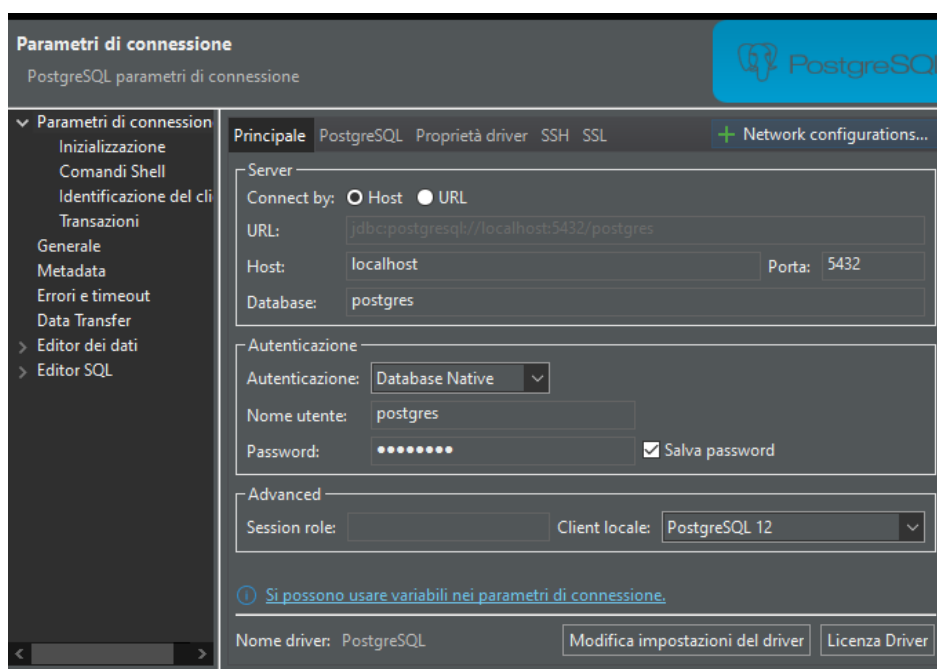 Parametri di connessione
PostgreSQL parametri di connessione
PostgreSQL
Parametri di connession
Inizializzazione
Comandi Shell
Identificazione del cli
Transazioni
Generale
Metadata
Errori e timeout
Data Transfer
Editor dei dati
Editor SQL
Principale PostgreSQL Proprietà driver SSH SSL + Network configurations...
Server
Connect by: Host URL
URL: jdbc:postgresql://localhost:5432/postgres
Host: localhost Porta: 5432
Database: postgres
Autenticazione
Autenticazione: Database Native
Nome utente: postgres
Password: •••••••• Salva password
Advanced
Session role: Client locale: PostgreSQL 12
Si possono usare variabili nei parametri di connessione.
Nome driver: PostgreSQL Modifica impostazioni del driver Licenza Driver